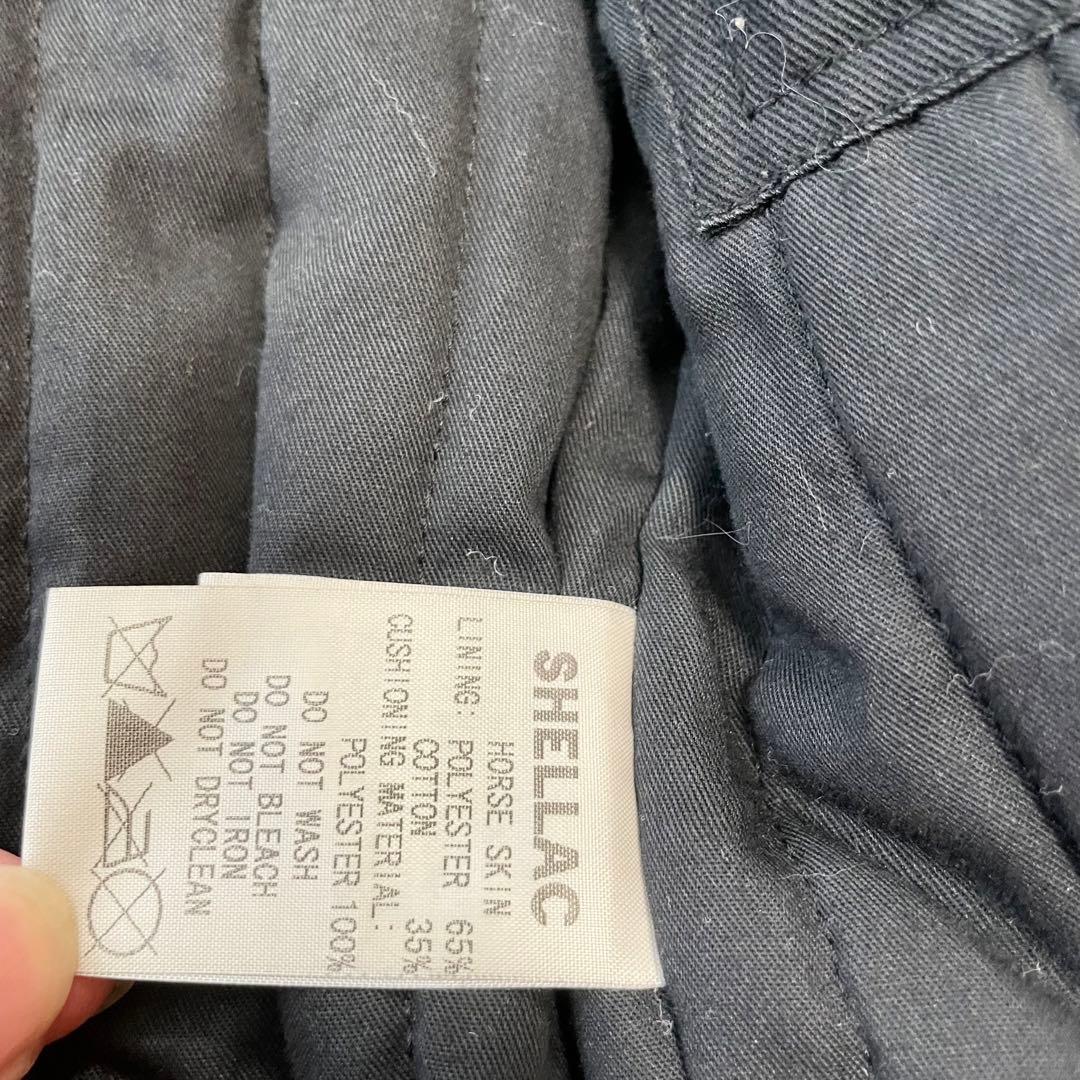 SHELLAC
HORSE SKIN
LINING: POLYESTER 65%
COTTON 35%
CUSHIONING MATERIAL:
POLYESTER 100%
DO NOT WASH
DO NOT BLEACH
DO NOT IRON
DO NOT DRYCLEAN